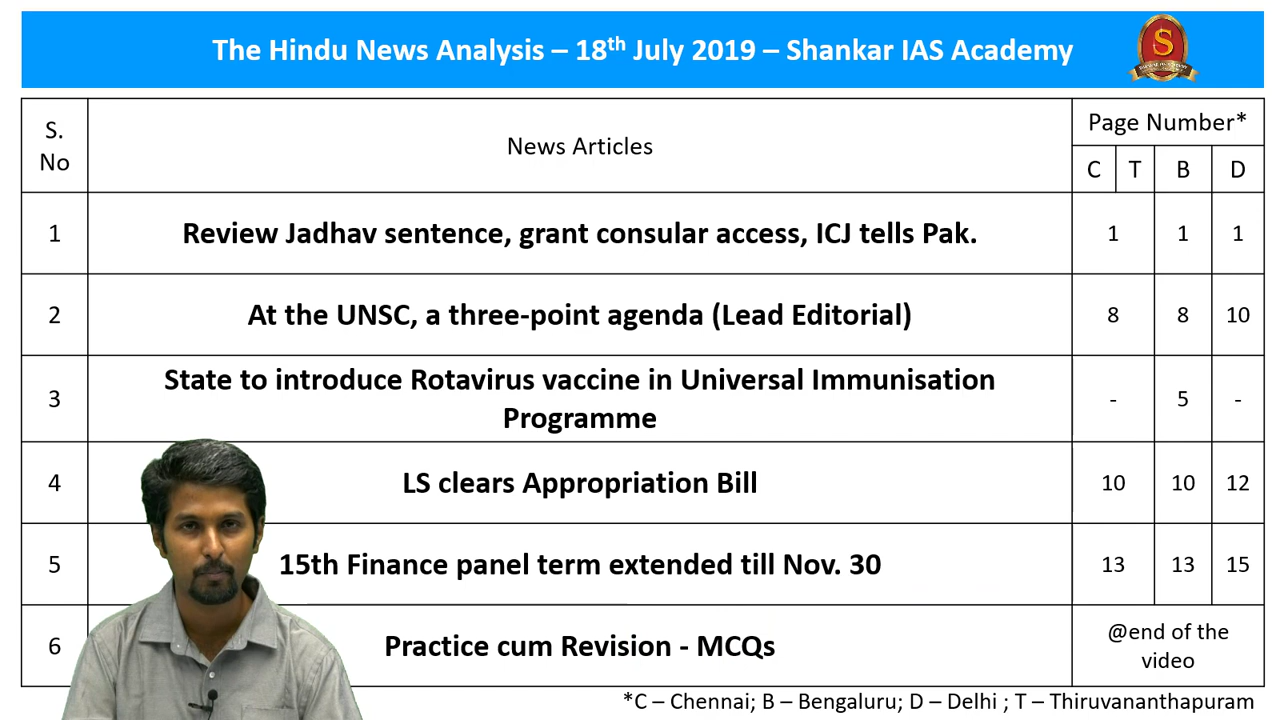 The Hindu News Analysis – 18th July 2019 – Shankar IAS Academy
S
S. No
News Articles
Page Number*
C T B D
1 Review Jadhav sentence, grant consular access, ICJ tells Pak. 1 1 1
2 At the UNSC, a three-point agenda (Lead Editorial) 8 8 10
3 State to introduce Rotavirus vaccine in Universal Immunisation
Programme - 5 -
4 LS clears Appropriation Bill 10 10 12
5 15th Finance panel term extended till Nov. 30 13 13 15
6 Practice cum Revision - MCQs @end of the
video
*C – Chennai; B – Bengaluru; D – Delhi ; T – Thiruvananthapuram